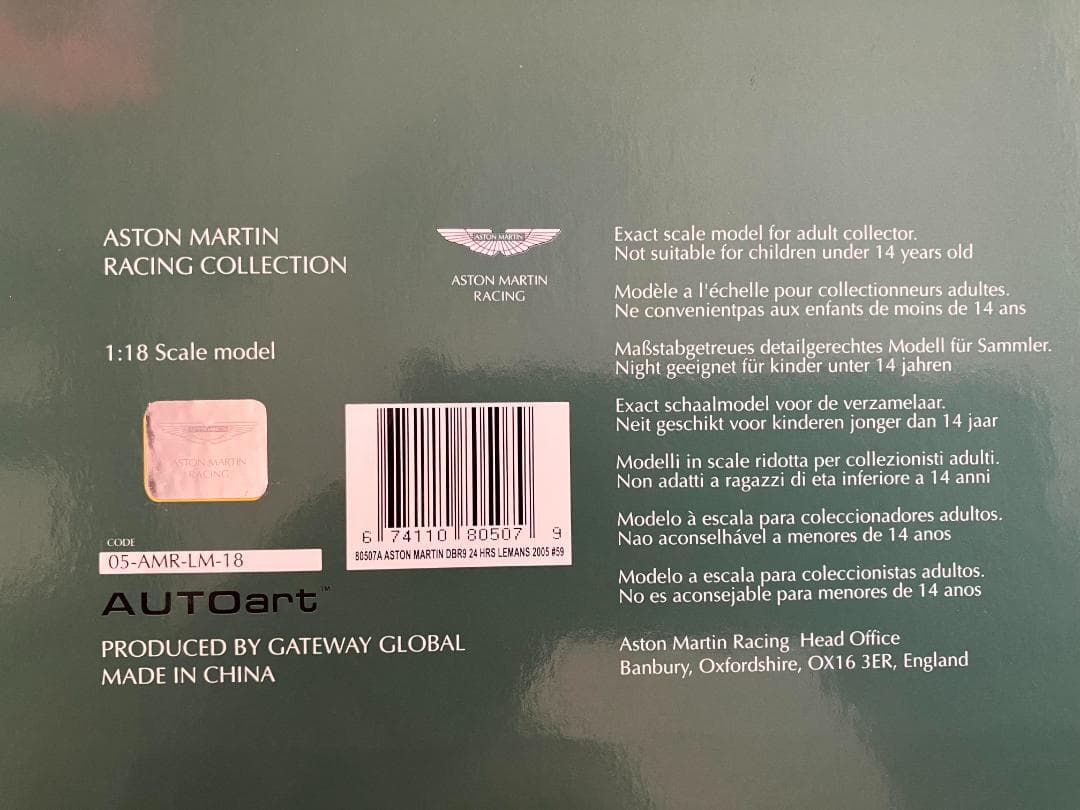 ASTON MARTIN
RACING COLLECTION
1:18 Scale model
ASTON MARTIN
RACING
CODE
05-AMR-LM-18
AUTOart™
PRODUCED BY GATEWAY GLOBAL
MADE IN CHINA
ASTON MARTIN
ASTON MARTIN
RACING
6 74110 80507 9
80507A ASTON MARTIN DBR9 24 HRS LEMANS 2005 #59
Exact scale model for adult collector.
Not suitable for children under 14 years old
Modèle a l'échelle pour collectionneurs adultes.
Ne convienentpas aux enfants de moins de 14 ans
Maßstabgetreues detailgerechtes Modell für Sammler.
Night geeignet für kinder unter 14 jahren
Exact schaalmodel voor de verzamelaar.
Neit geschikt voor kinderen jonger dan 14 jaar
Modelli in scale ridotta per collezionisti adulti.
Non adatti a ragazzi di eta inferiore a 14 anni
Modelo à escala para coleccionadores adultos.
Nao aconselhável a menores de 14 anos
Modelo a escala para coleccionistas adultos.
No es aconsejable para menores de 14 anos
Aston Martin Racing Head Office
Banbury, Oxfordshire, OX16 3ER, England